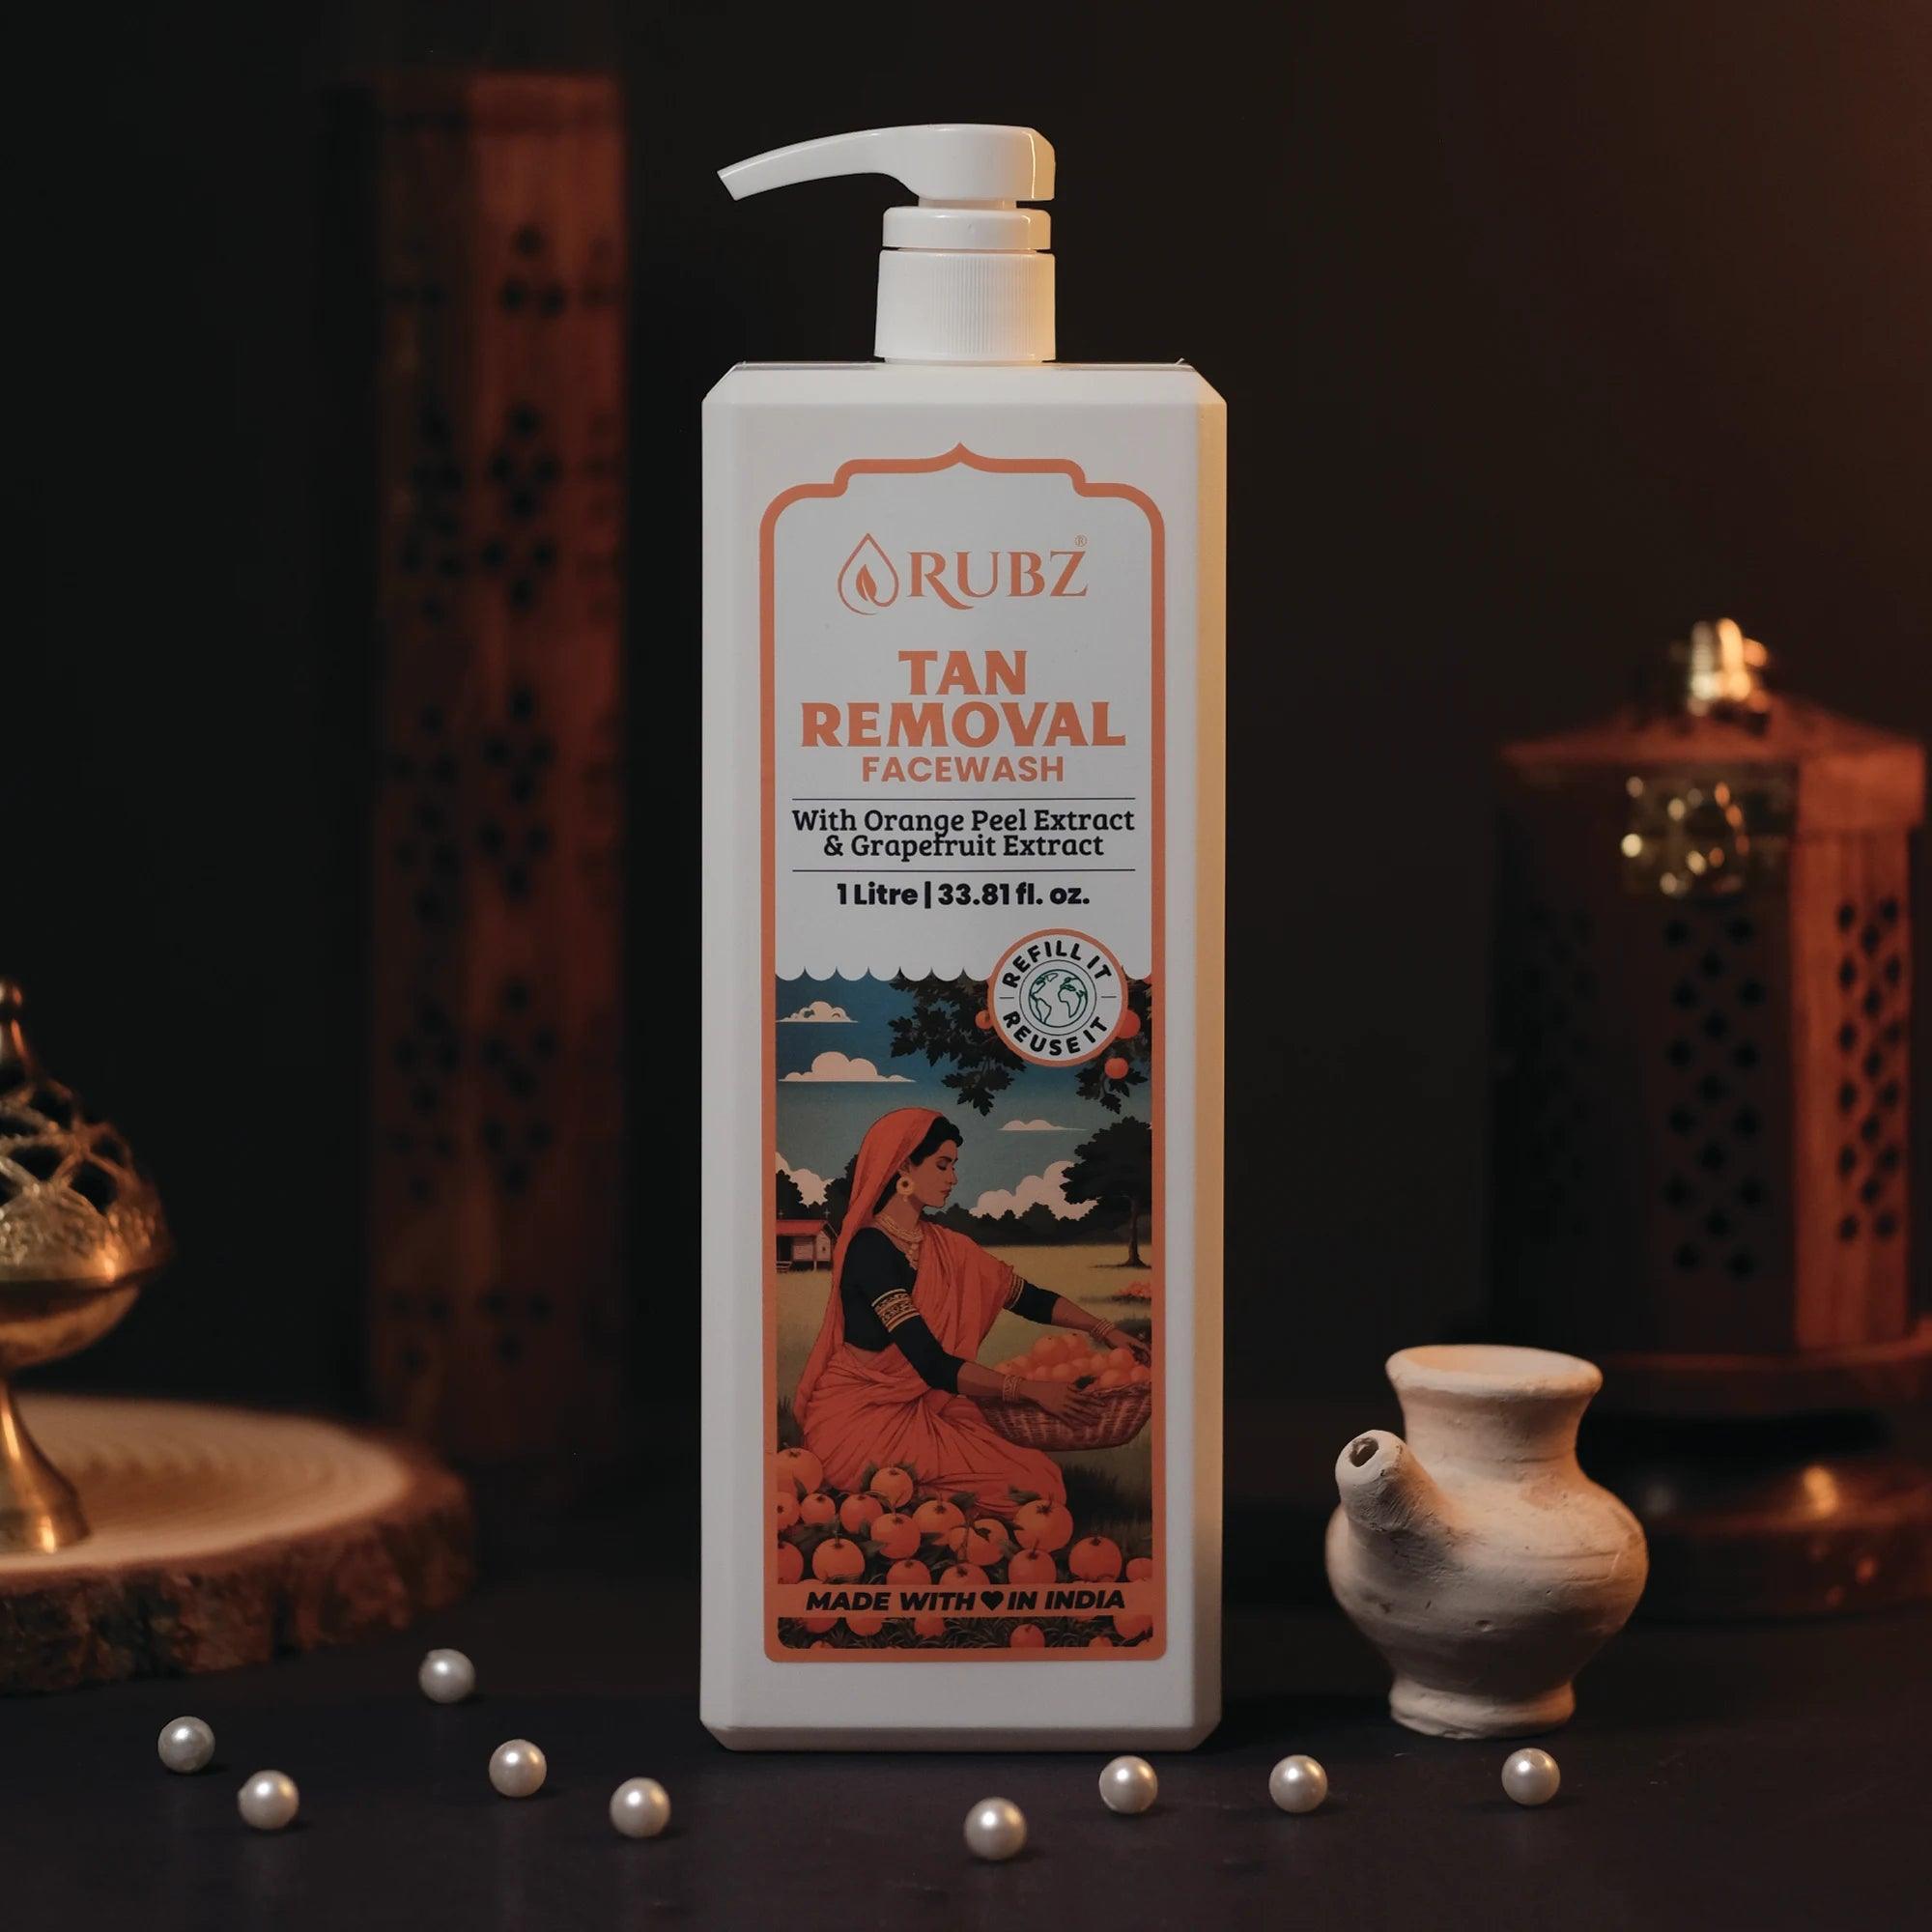 RUBZ®
TAN
REMOVAL
FACEWASH
With Orange Peel Extract
& Grapefruit Extract
1 Litre | 33.81 fl. oz.
REFILL IT
REUSE IT
MADE WITH ♥ IN INDIA